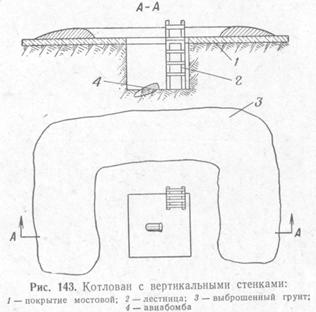 А-А
1
2
4
3
А
А
Рис. 143. Котлован с вертикальными стенками:
1 — покрытие мостовой; 2 — лестница; 3 — выброшенный грунт;
4 — авиабомба